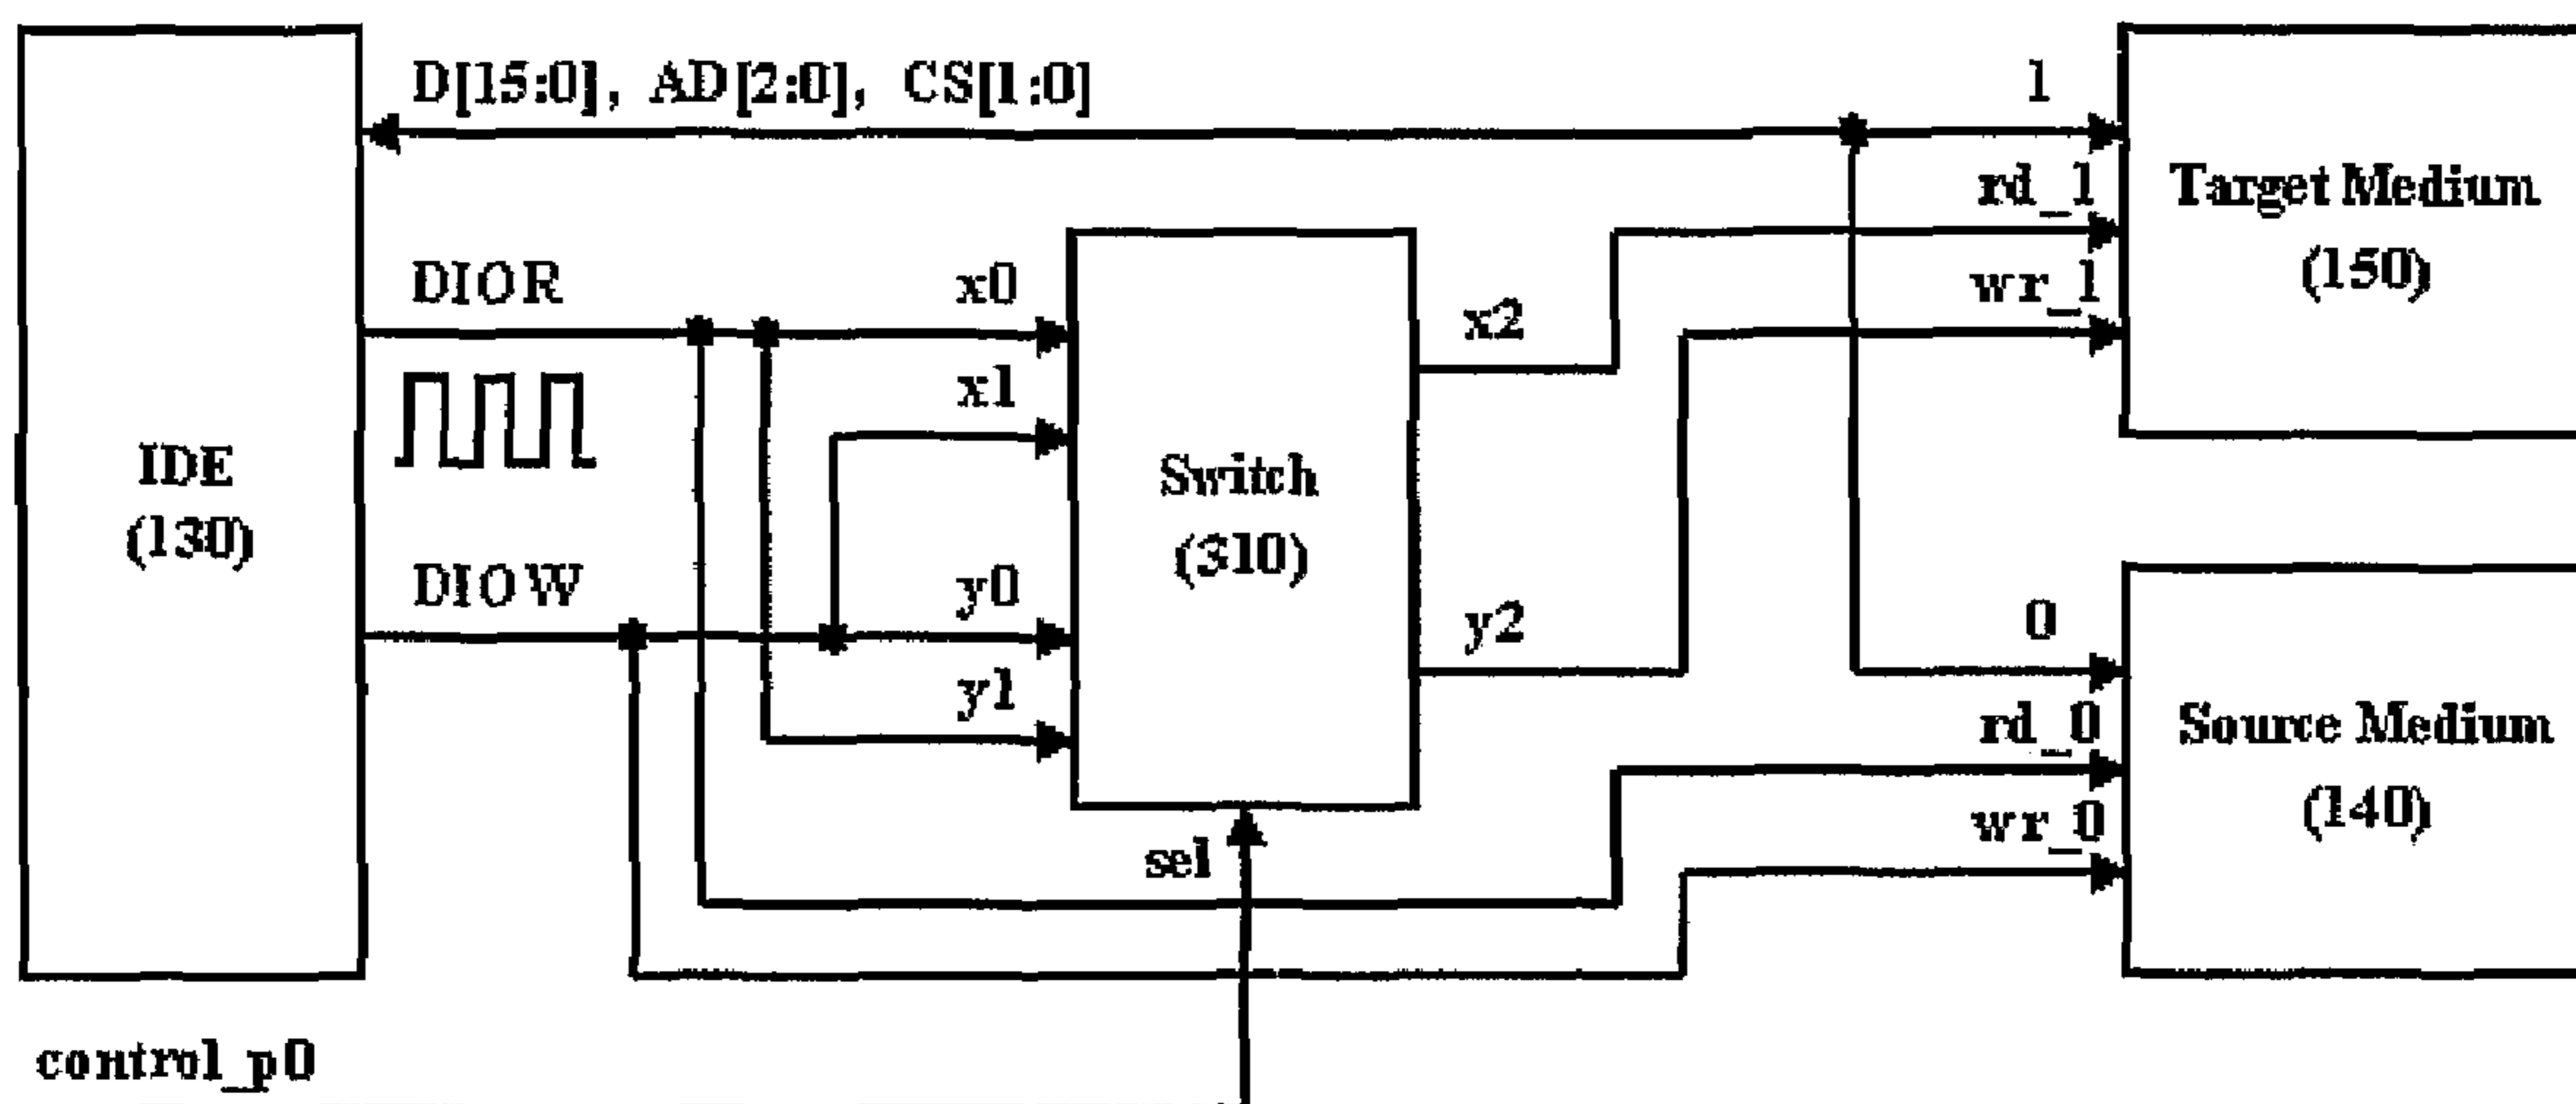 D[15:0], AD[2:0], CS[1:0]
1
rd_1
wr_1
Target Medium
(150)
DIOR
x0
x1
x2
IDE
(130)
Switch
(310)
DIOW
y0
y1
y2
0
rd_0
wr_0
Source Medium
(140)
sel
control_p0